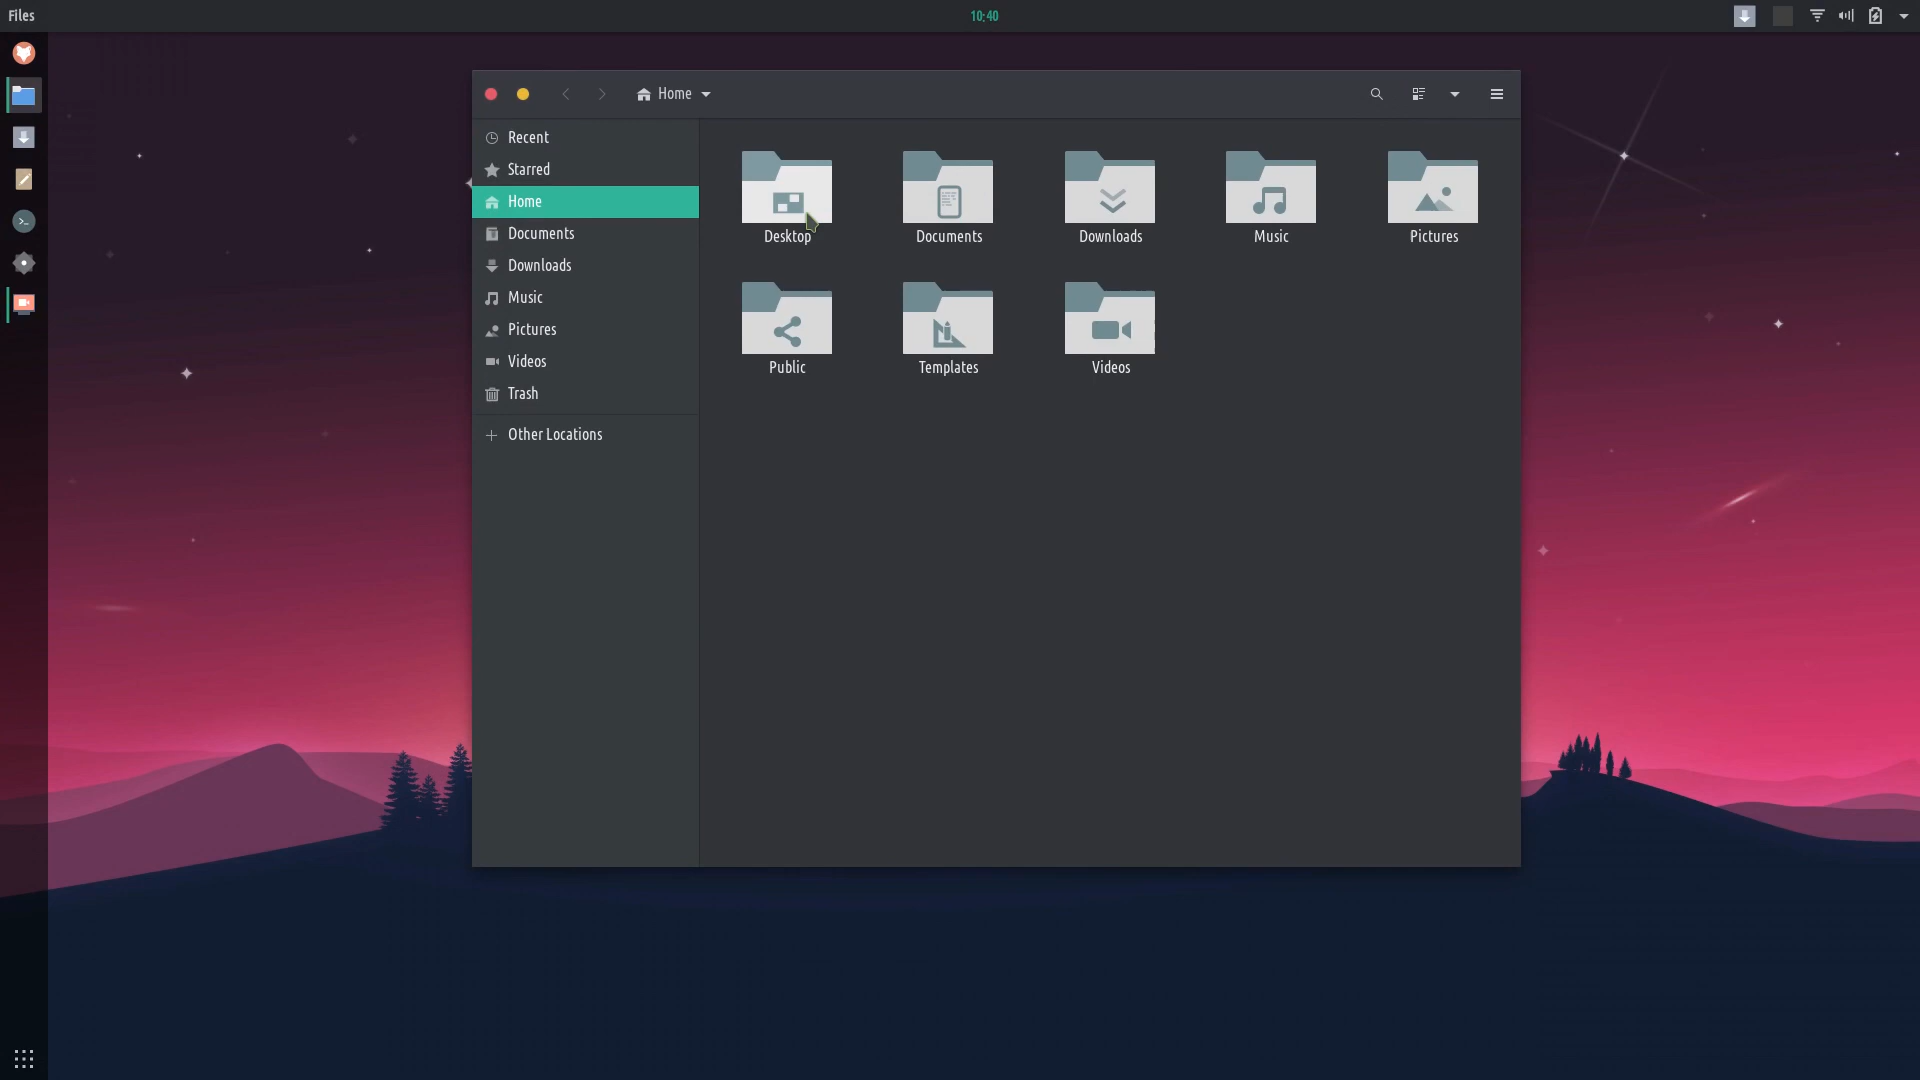 Files
10:40
Home
Recent
Starred
Home
Documents
Downloads
Music
Pictures
Videos
Trash
Other Locations
Desktop
Documents
Downloads
Music
Pictures
Public
Templates
Videos